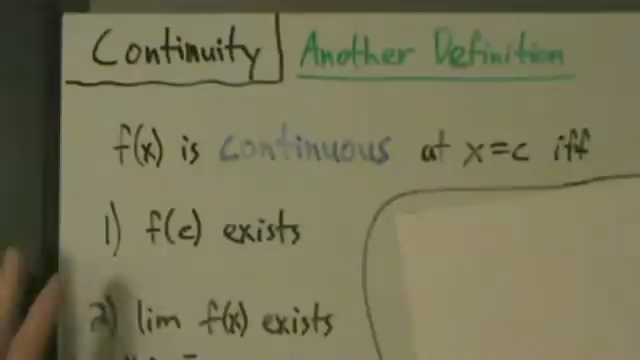 Continuity Another Definition
f(x) is continuous at x=c iff
1) f(c) exists
2) lim f(x) exists